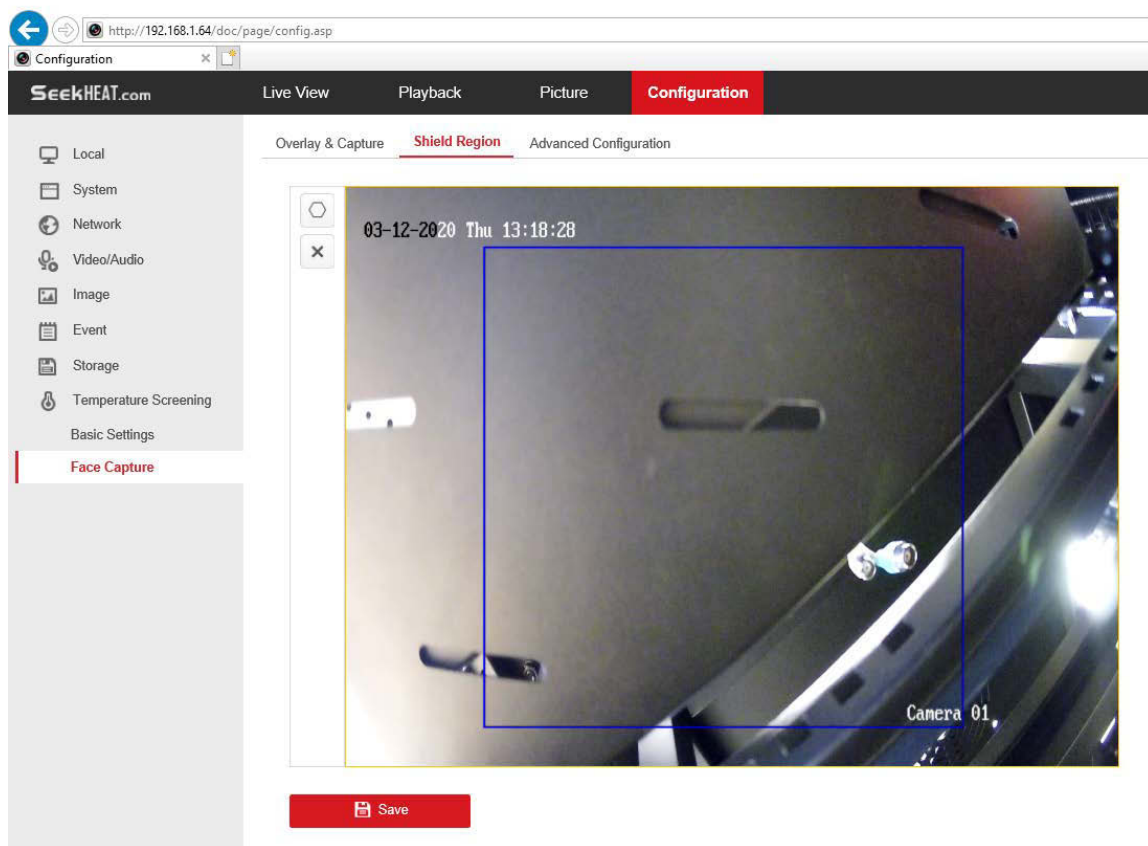 http://192.168.1.64/doc/page/config.asp
Configuration
SeekHEAT.com
Live View Playback Picture Configuration
Local
System
Network
Video/Audio
Image
Event
Storage
Temperature Screening
Basic Settings
Face Capture
Overlay & Capture Shield Region Advanced Configuration
03-12-2020 Thu 13:18:28
Camera 01
Save